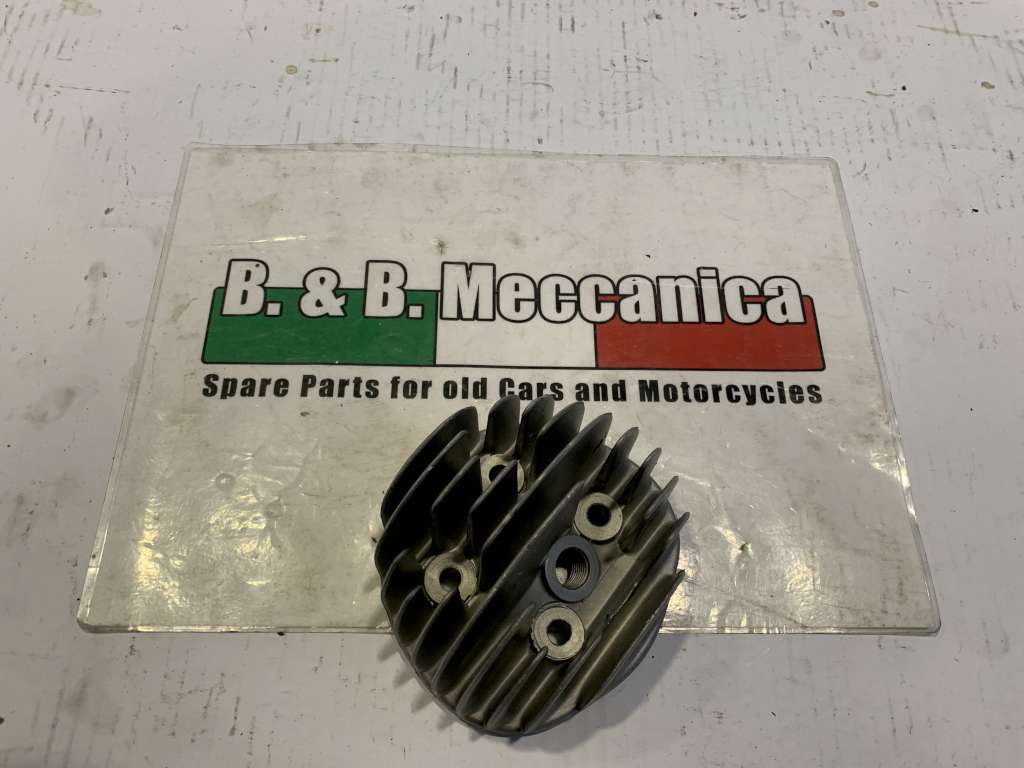 B. & B. Meccanica
Spare Parts for old Cars and Motorcycles